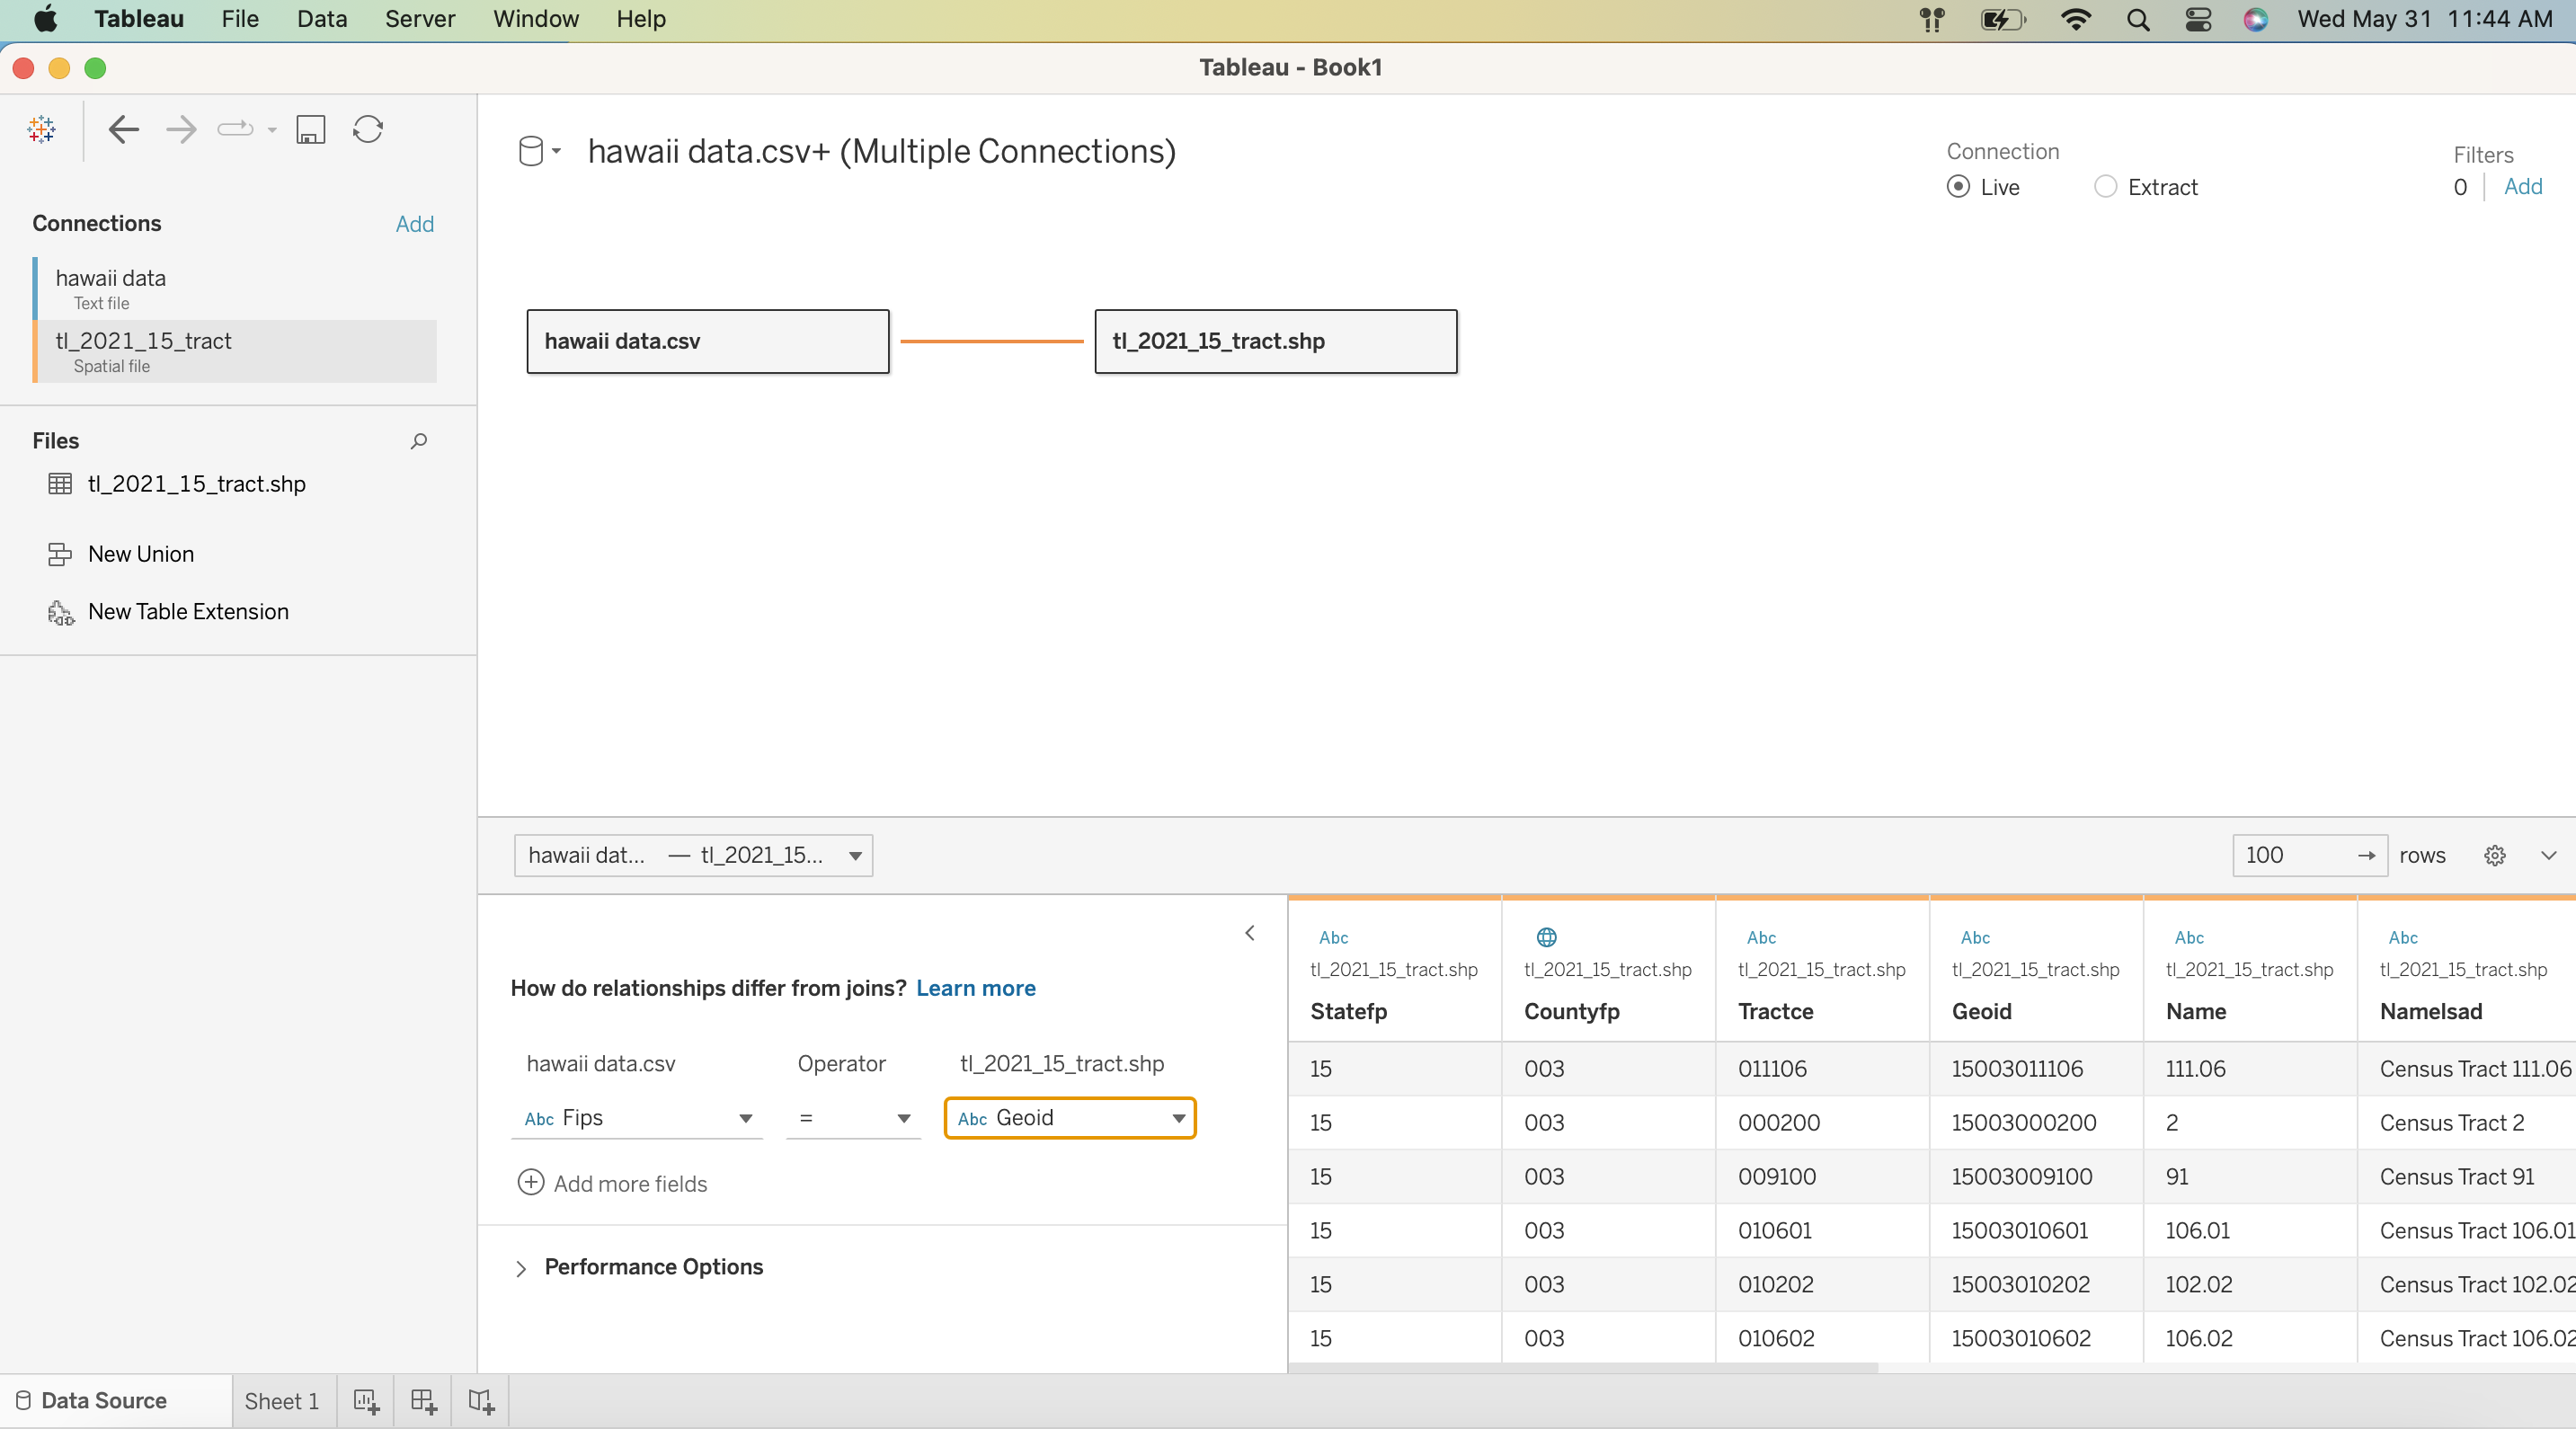 Tableau File Data Server Window Help Wed May 31 11:44 AM
Tableau - Book1
hawaii data.csv+ (Multiple Connections)
Connection
Live Extract
Filters
0 Add
Connections Add
hawaii data
Text file
tl_2021_15_tract
Spatial file
hawaii data.csv tl_2021_15_tract.shp
Files
tl_2021_15_tract.shp
New Union
New Table Extension
hawaii dat... — tl_2021_15... 100 rows
How do relationships differ from joins? Learn more
hawaii data.csv Operator tl_2021_15_tract.shp
Abc Fips = Abc Geoid
Add more fields
Performance Options
Abc Abc Abc Abc Abc
tl_2021_15_tract.shp tl_2021_15_tract.shp tl_2021_15_tract.shp tl_2021_15_tract.shp tl_2021_15_tract.shp tl_2021_15_tract.shp
Statefp Countyfp Tractce Geoid Name Namelsad
15 003 011106 15003011106 111.06 Census Tract 111.06
15 003 000200 15003000200 2 Census Tract 2
15 003 009100 15003009100 91 Census Tract 91
15 003 010601 15003010601 106.01 Census Tract 106.01
15 003 010202 15003010202 102.02 Census Tract 102.02
15 003 010602 15003010602 106.02 Census Tract 106.02
Data Source Sheet 1